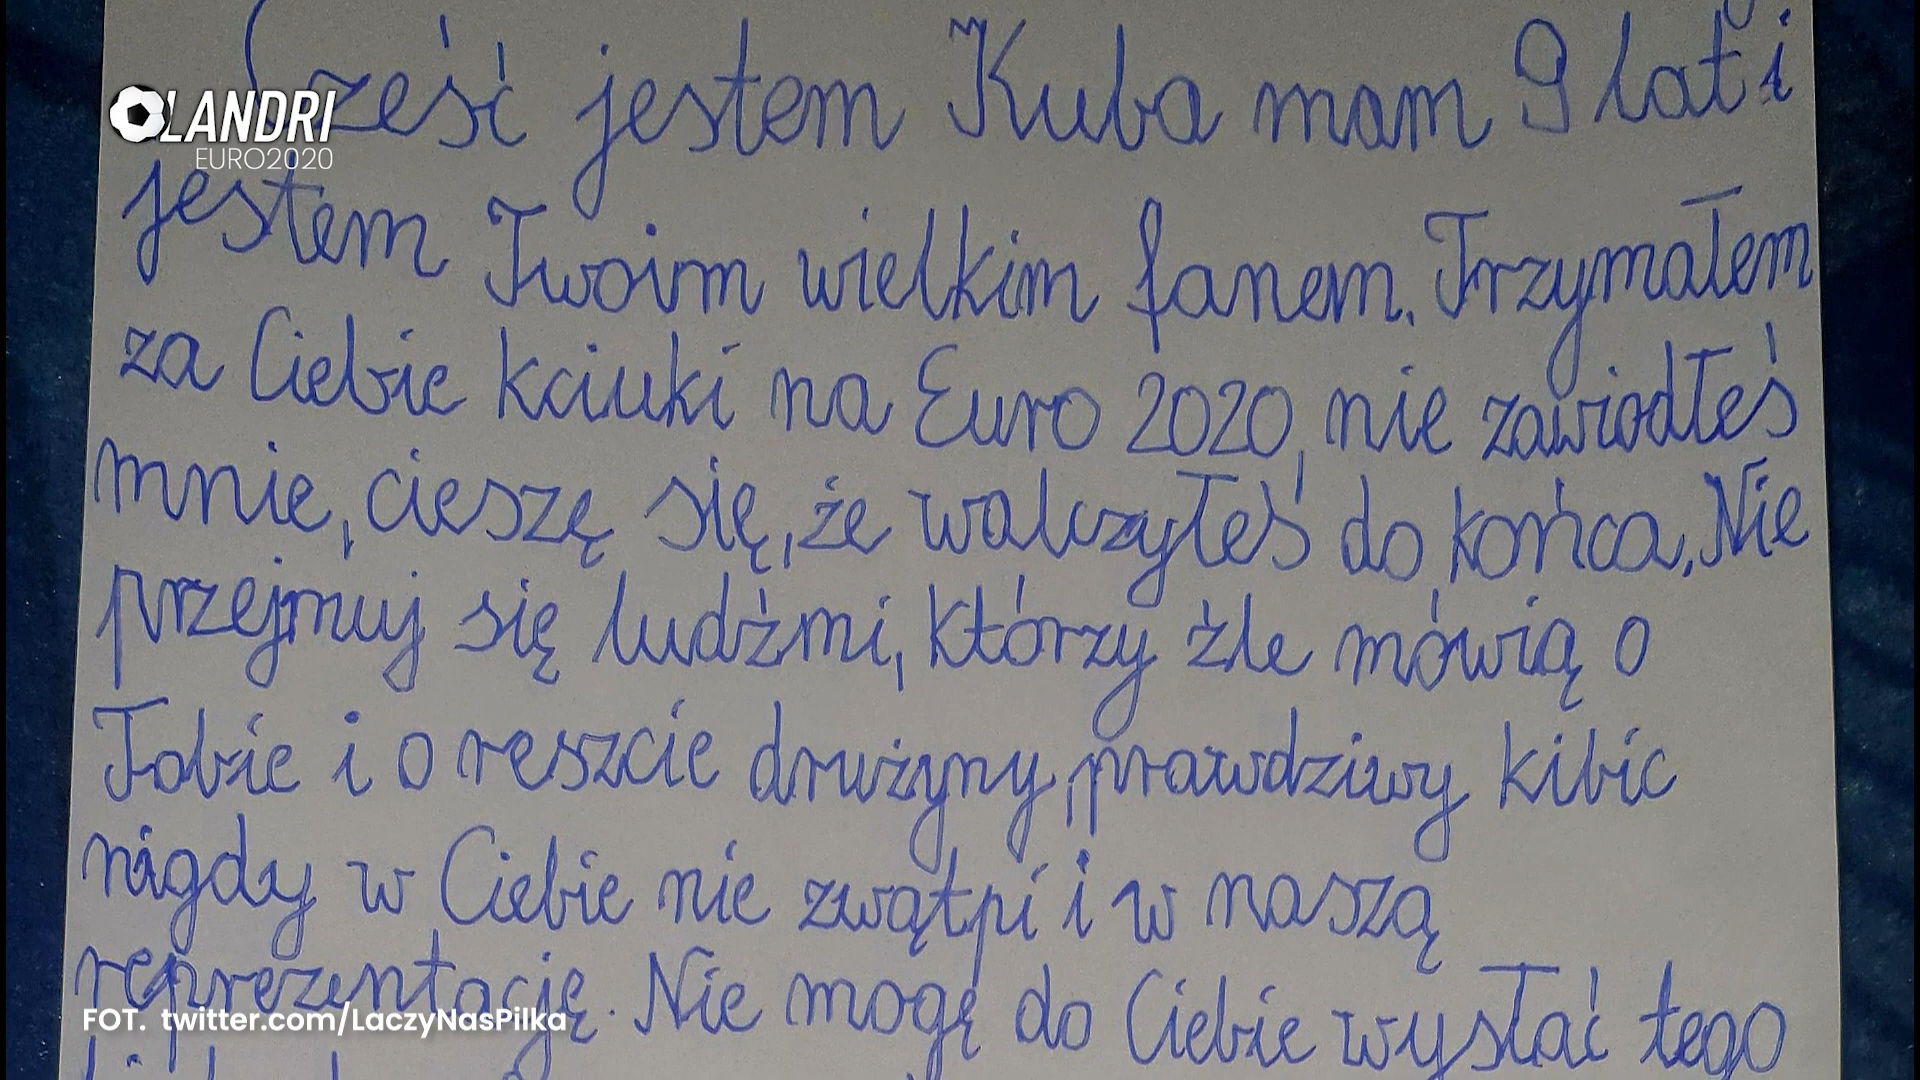 Cześć jestem Kuba mam 9 lat i
LANDRI
EURO2020
jestem Twoim wielkim fanem. Trzymałem
za Ciebie kciuki na Euro 2020, nie zawiodłeś
mnie, cieszę się, że walczyłeś do końca. Nie
przejmuj się ludźmi, którzy źle mówią o
Tobie i o reszcie drużyny, prawdziwy kibic
nigdy w Ciebie nie zwątpi i w naszą
reprezentację. Nie mogę do Ciebie wysłać tego
FOT. twitter.com/LaczyNasPilka